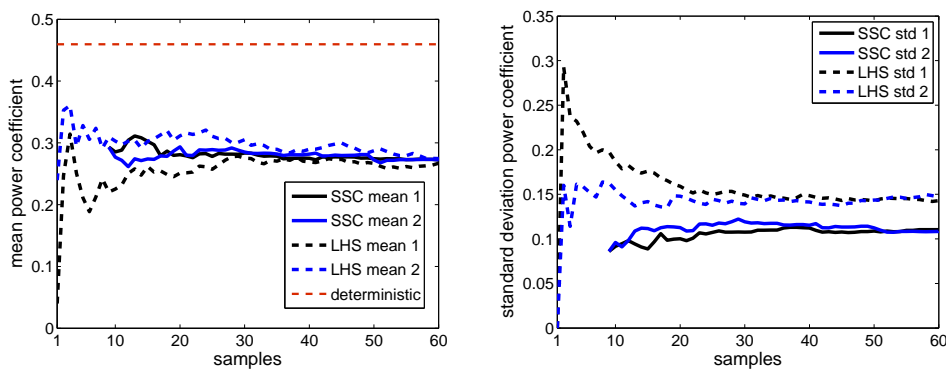 0.5
0.4
0.3
0.2
0.1
0
mean power coefficient
SSC mean 1
SSC mean 2
LHS mean 1
LHS mean 2
deterministic
1 10 20 30 40 50 60
samples
0.35
0.3
0.25
0.2
0.15
0.1
0.05
0
standard deviation power coefficient
SSC std 1
SSC std 2
LHS std 1
LHS std 2
1 10 20 30 40 50 60
samples